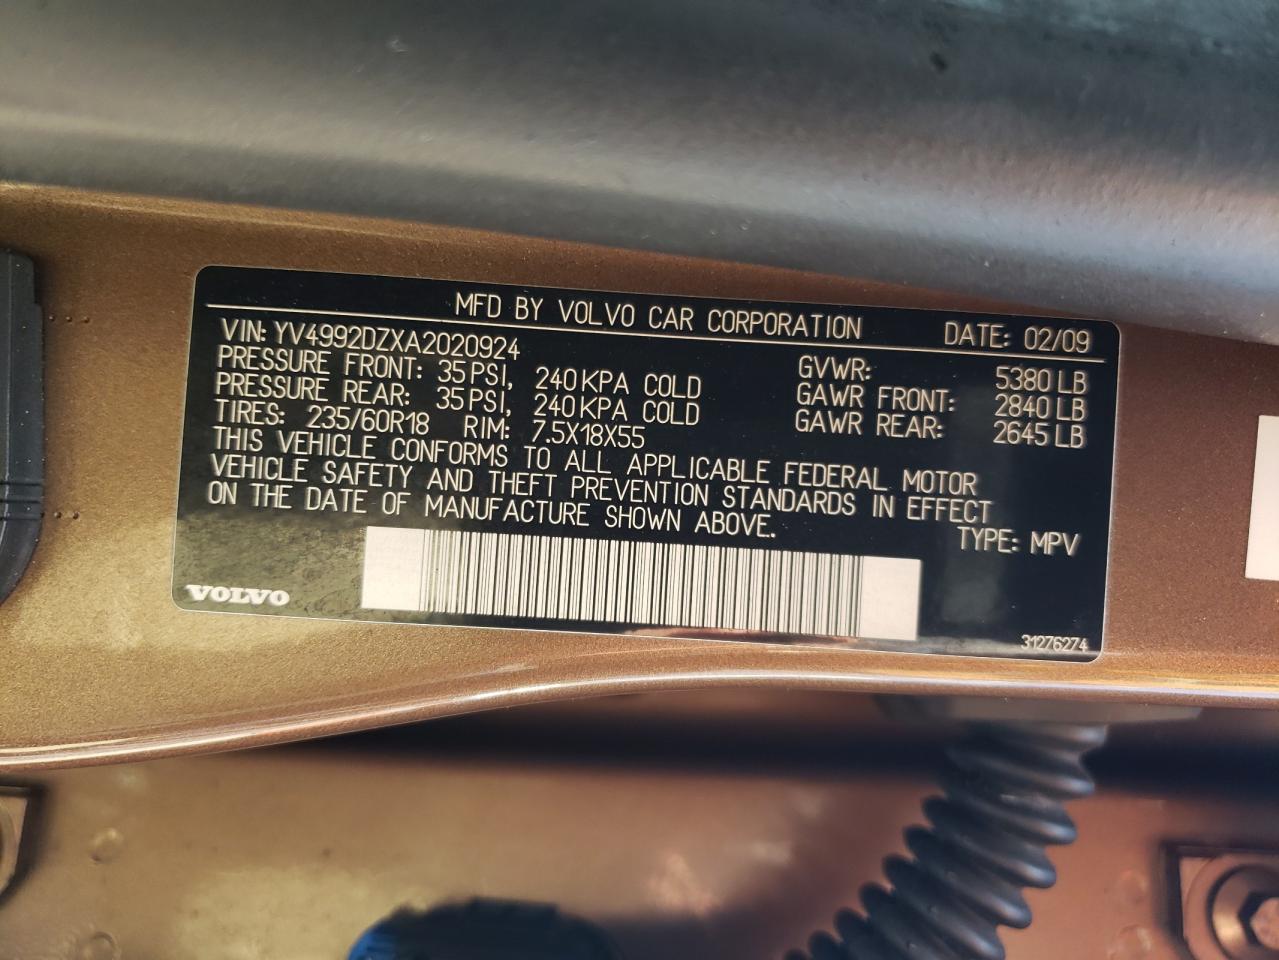 MFD BY VOLVO CAR CORPORATION DATE: 02/09
VIN: YV4992DZXA2020924
PRESSURE FRONT: 35 PSI, 240 KPA COLD GVWR: 5380 LB
PRESSURE REAR: 35 PSI, 240 KPA COLD GAWR FRONT: 2840 LB
TIRES: 235/60R18 RIM: 7.5X18X55 GAWR REAR: 2645 LB
THIS VEHICLE CONFORMS TO ALL APPLICABLE FEDERAL MOTOR
VEHICLE SAFETY AND THEFT PREVENTION STANDARDS IN EFFECT
ON THE DATE OF MANUFACTURE SHOWN ABOVE.
TYPE: MPV
VOLVO
31276274